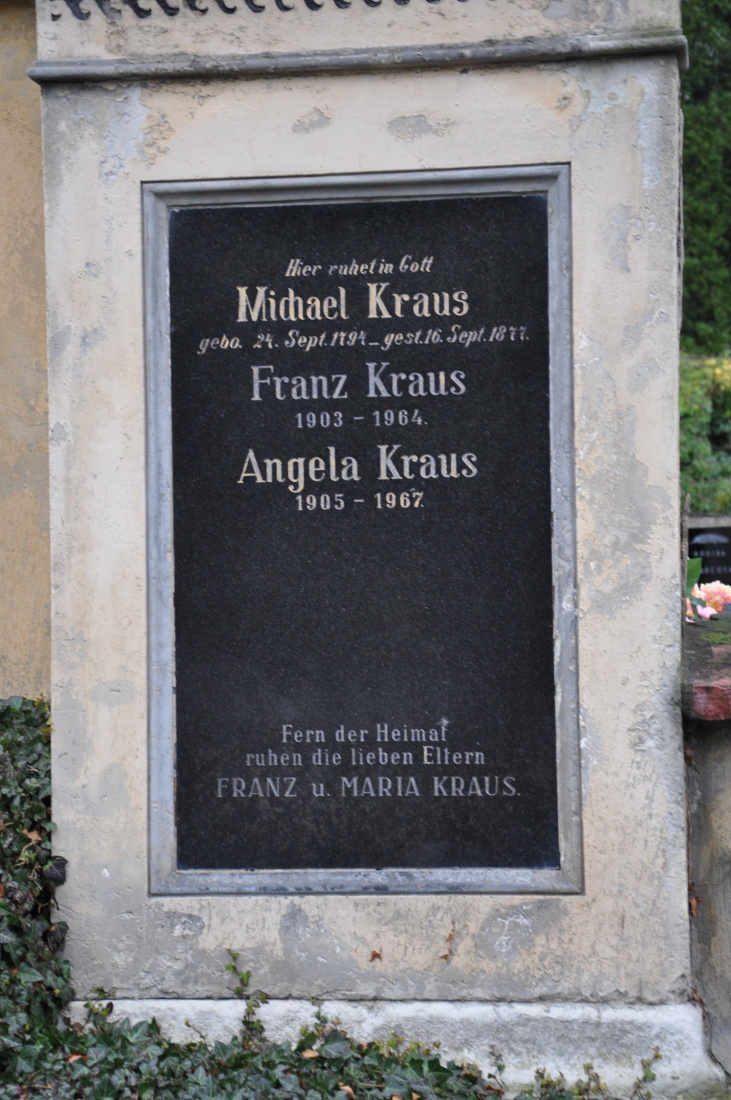 Hier ruhet in Gott
Michael Kraus
gebo. 24. Sept. 1794 – gest. 16. Sept. 1877.
Franz Kraus
1903 – 1964.
Angela Kraus
1905 – 1967.
Fern der Heimat
ruhen die lieben Eltern
FRANZ u. MARIA KRAUS.